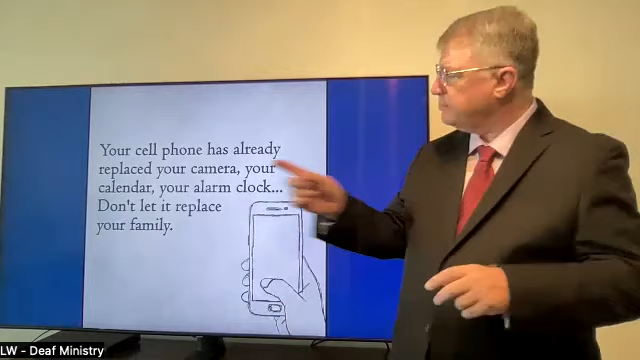 Your cell phone has already
replaced your camera, your
calendar, your alarm clock...
Don't let it replace
your family.
LW - Deaf Ministry